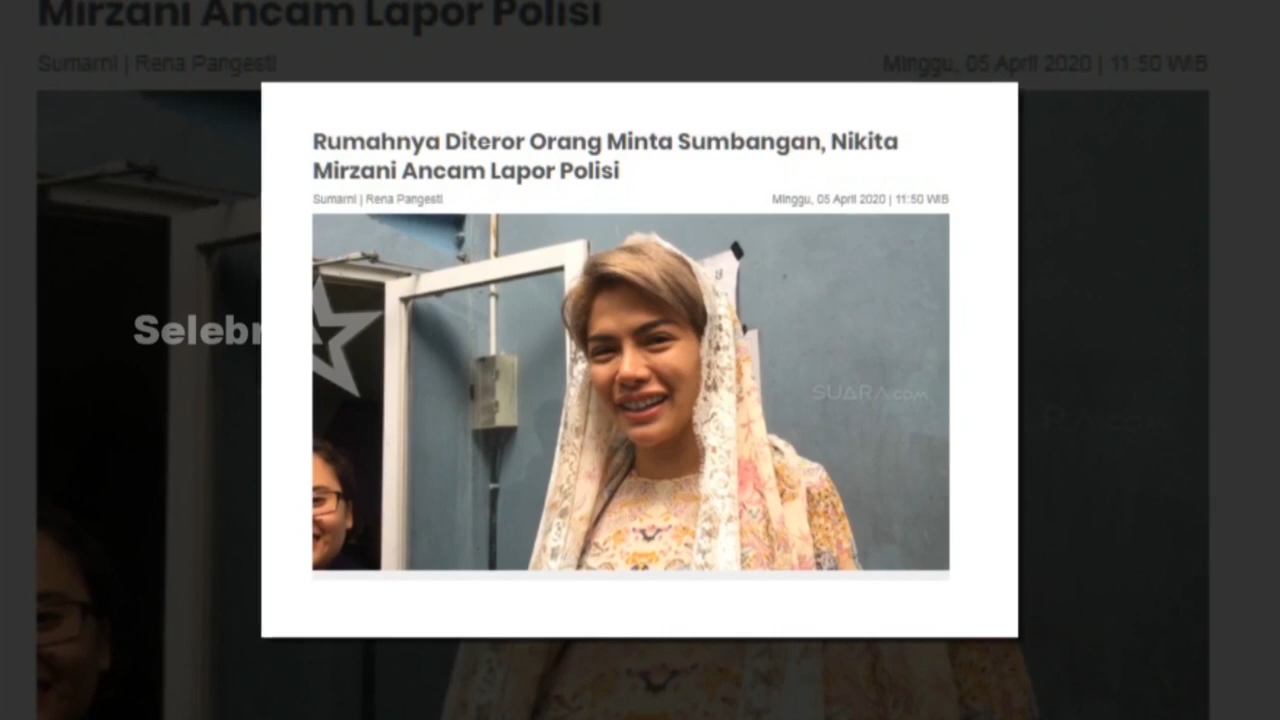 Mirzani Ancam Lapor Polisi
Sumarni | Rena Pangesti
Minggu, 05 April 2020 | 11:50 WIB
Rumahnya Diteror Orang Minta Sumbangan, Nikita
Mirzani Ancam Lapor Polisi
Sumarni | Rena Pangesti
Minggu, 05 April 2020 | 11:50 WIB
SUARA.com